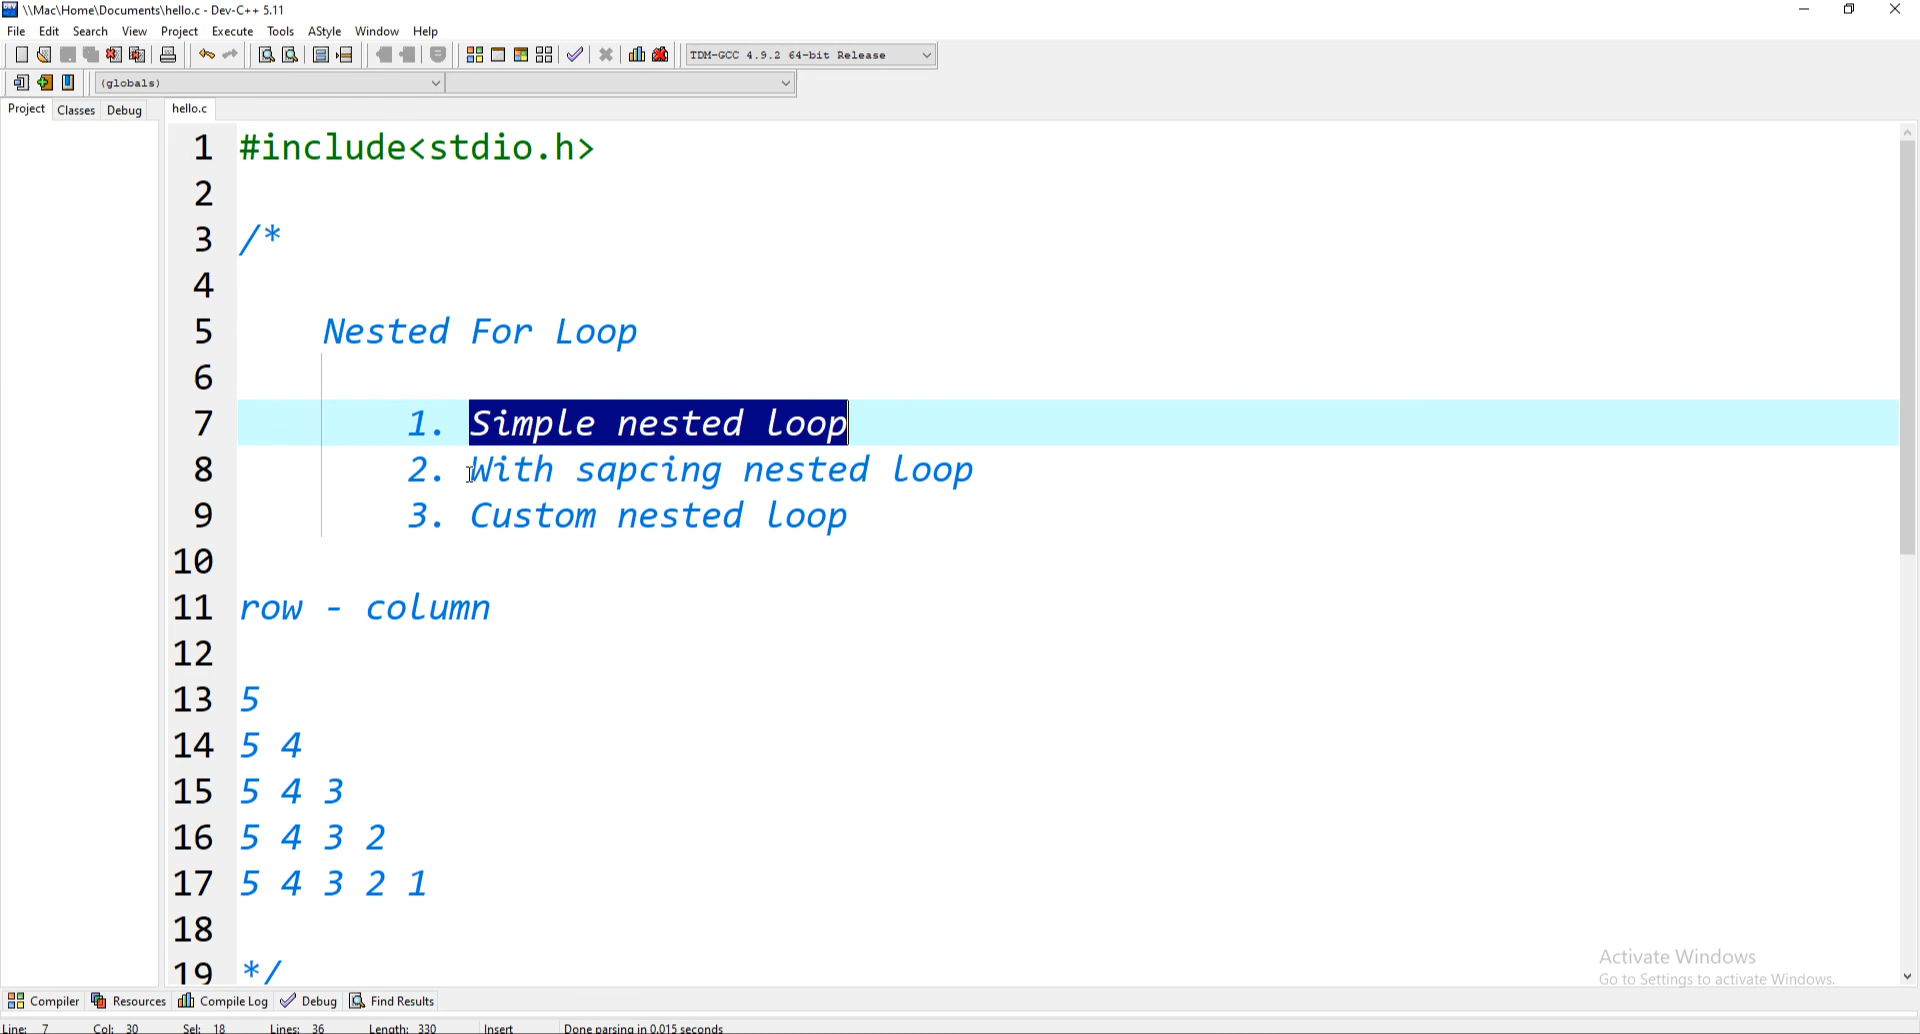 \\Mac\Home\Documents\hello.c - Dev-C++ 5.11
File Edit Search View Project Execute Tools AStyle Window Help
TDM-GCC 4.9.2 64-bit Release
(globals)
Project Classes Debug hello.c
1 #include<stdio.h>
2
3 /*
4
5 Nested For Loop
6
7 1. Simple nested loop
8 2. With sapcing nested loop
9 3. Custom nested loop
10
11 row - column
12
13 5
14 5 4
15 5 4 3
16 5 4 3 2
17 5 4 3 2 1
18
19 */
Activate Windows
Go to Settings to activate Windows.
Compiler Resources Compile Log Debug Find Results
Line: 7 Col: 30 Sel: 18 Lines: 36 Length: 330 Insert Done parsing in 0.015 seconds